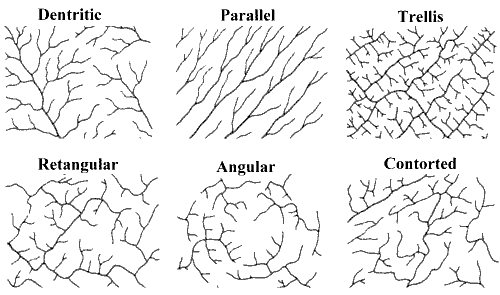 Dentritic Parallel Trellis
Retangular Angular Contorted